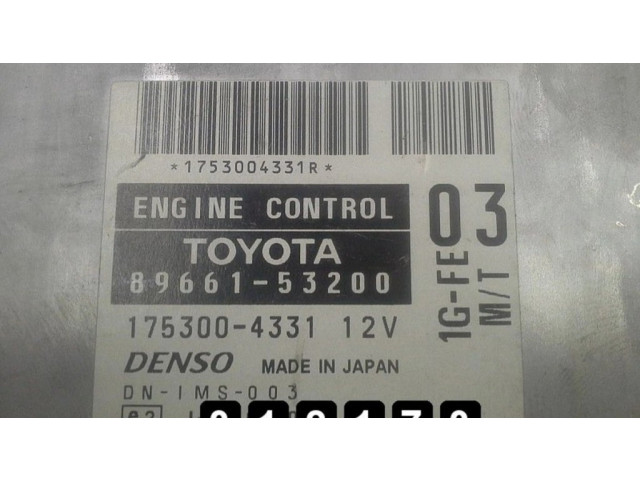 *1753004331R*
ENGINE CONTROL
TOYOTA
89661-53200
175300-4331 12V
DENSO MADE IN JAPAN
DN-IMS-003
03
1G-FE
M/T